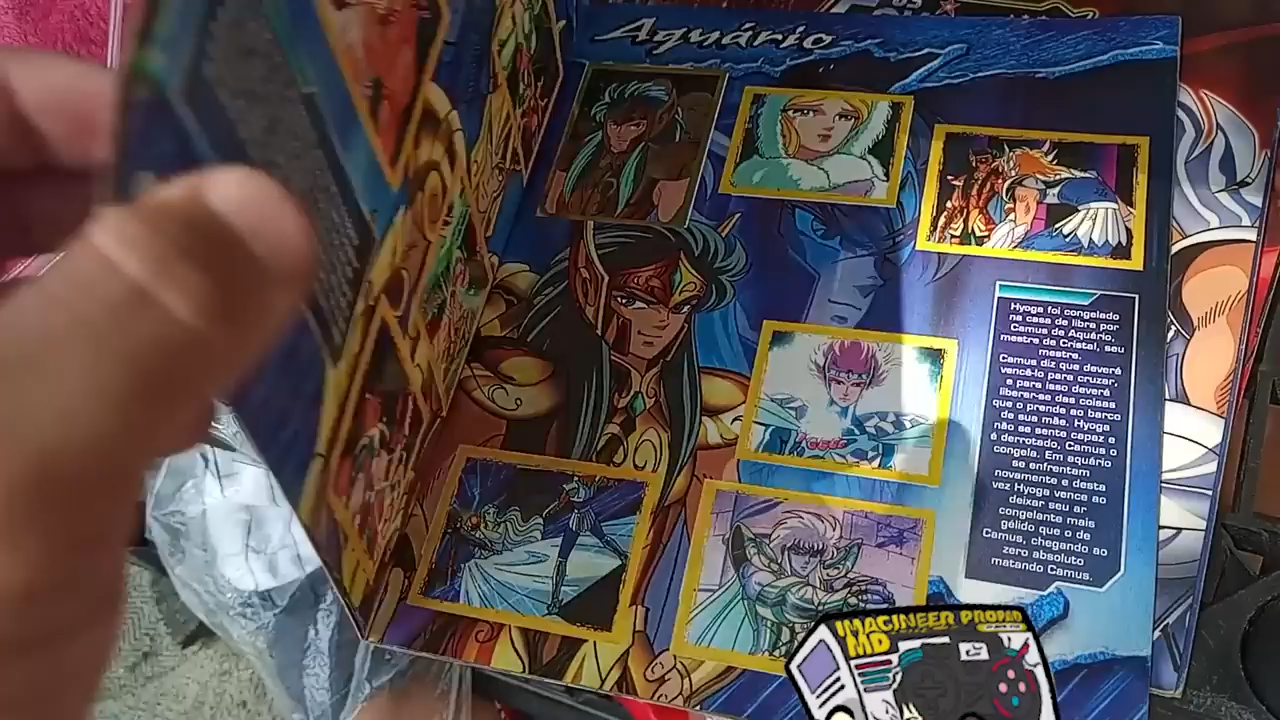 OS
Aquário
Hyoga foi congelado
na casa de libra por
Camus de Aquário,
mestre de Cristal, seu
mestre.
Camus diz que deverá
vencê-lo para cruzar,
e para isso deverá
liberar-se das coisas
que o prende ao barco
de sua mãe. Hyoga
não se sente capaz e
é derrotado, Camus o
congela. Em aquário
se enfrentam
novamente e desta
vez Hyoga vence ao
deixar seu ar
congelante mais
gélido que o de
Camus, chegando ao
zero absoluto
matando Camus.
IMAGINEER PROPAD
MD